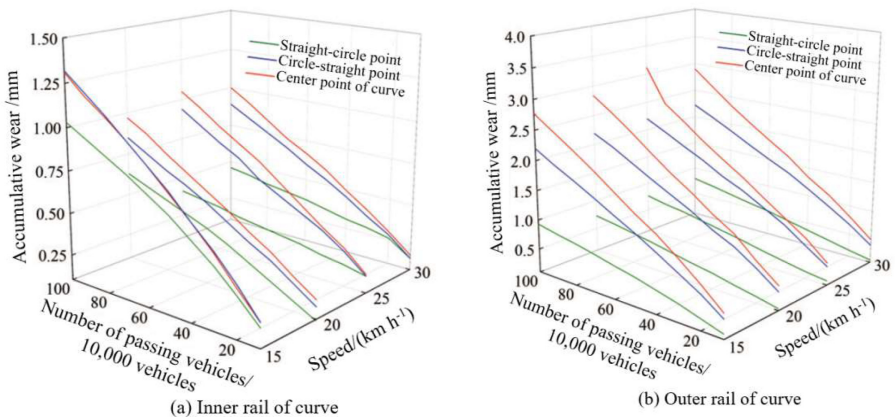 1.50
1.25
1.00
0.75
0.50
0.25
Accumulative wear /mm
Straight-circle point
Circle-straight point
Center point of curve
100
80
60
40
20
Number of passing vehicles/
10,000 vehicles
15
20
25
30
Speed/(km h⁻¹)
(a) Inner rail of curve
4.0
3.5
3.0
2.5
2.0
1.5
1.0
0.5
Accumulative wear /mm
Straight-circle point
Circle-straight point
Center point of curve
100
80
60
40
20
Number of passing vehicles/
10,000 vehicles
15
20
25
30
Speed/(km h⁻¹)
(b) Outer rail of curve